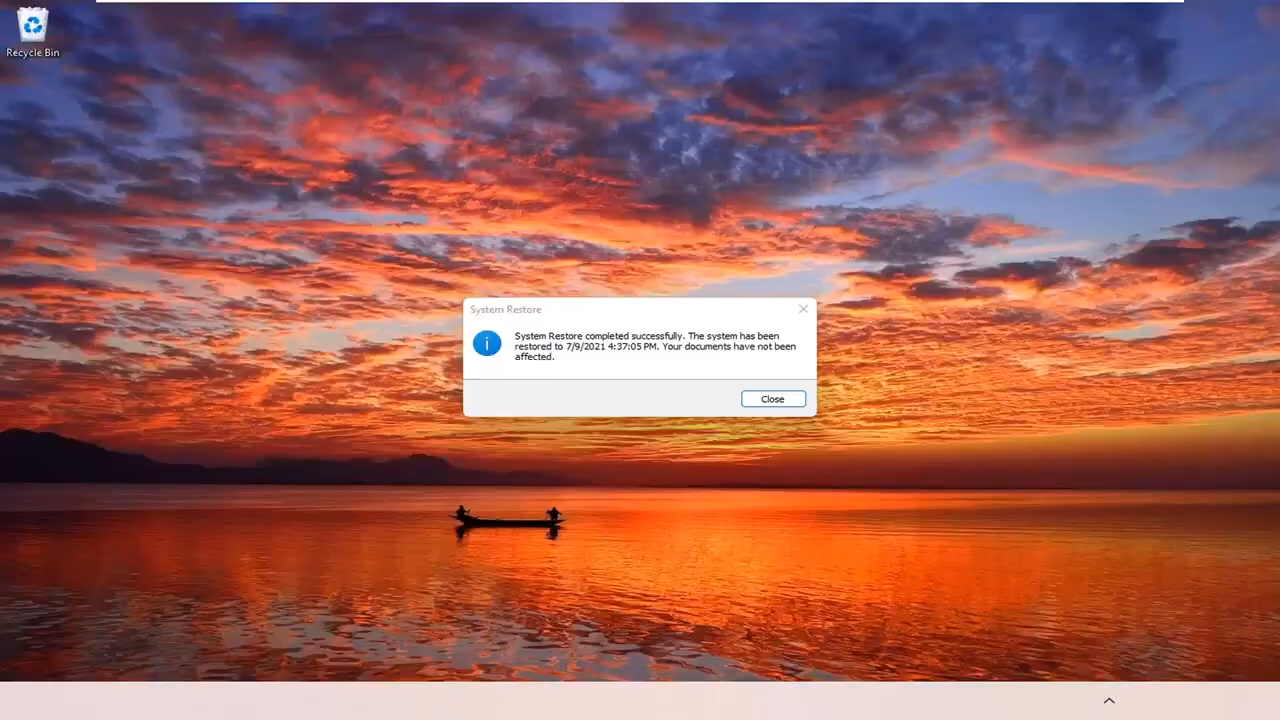 Recycle Bin
System Restore
System Restore completed successfully. The system has been
restored to 7/9/2021 4:37:05 PM. Your documents have not been
affected.
Close